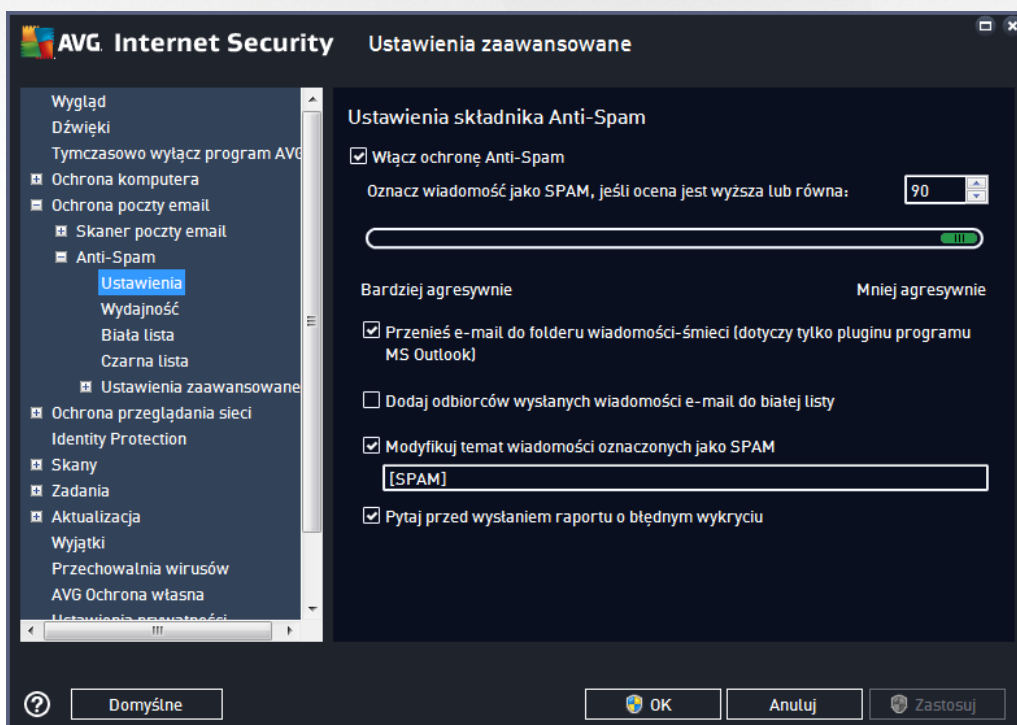 AVG. Internet Security
Ustawienia zaawansowane
Wygląd
Dźwięki
Tymczasowo wyłącz program AVG
Ochrona komputera
Ochrona poczty email
Skaner poczty email
Anti-Spam
Ustawienia
Wydajność
Biała lista
Czarna lista
Ustawienia zaawansowane
Ochrona przeglądania sieci
Identity Protection
Skany
Zadania
Aktualizacja
Wyjątki
Przechowalnia wirusów
AVG Ochrona własna
Ustawienia prywatności
Ustawienia składnika Anti-Spam
Włącz ochronę Anti-Spam
Oznacz wiadomość jako SPAM, jeśli ocena jest wyższa lub równa:
90
Bardziej agresywnie
Mniej agresywnie
Przenieś e-mail do folderu wiadomości-śmieci (dotyczy tylko pluginu programu
MS Outlook)
Dodaj odbiorców wysłanych wiadomości e-mail do białej listy
Modyfikuj temat wiadomości oznaczonych jako SPAM
[SPAM]
Pytaj przed wysłaniem raportu o błędnym wykryciu
Domyślne
OK
Anuluj
Zastosuj